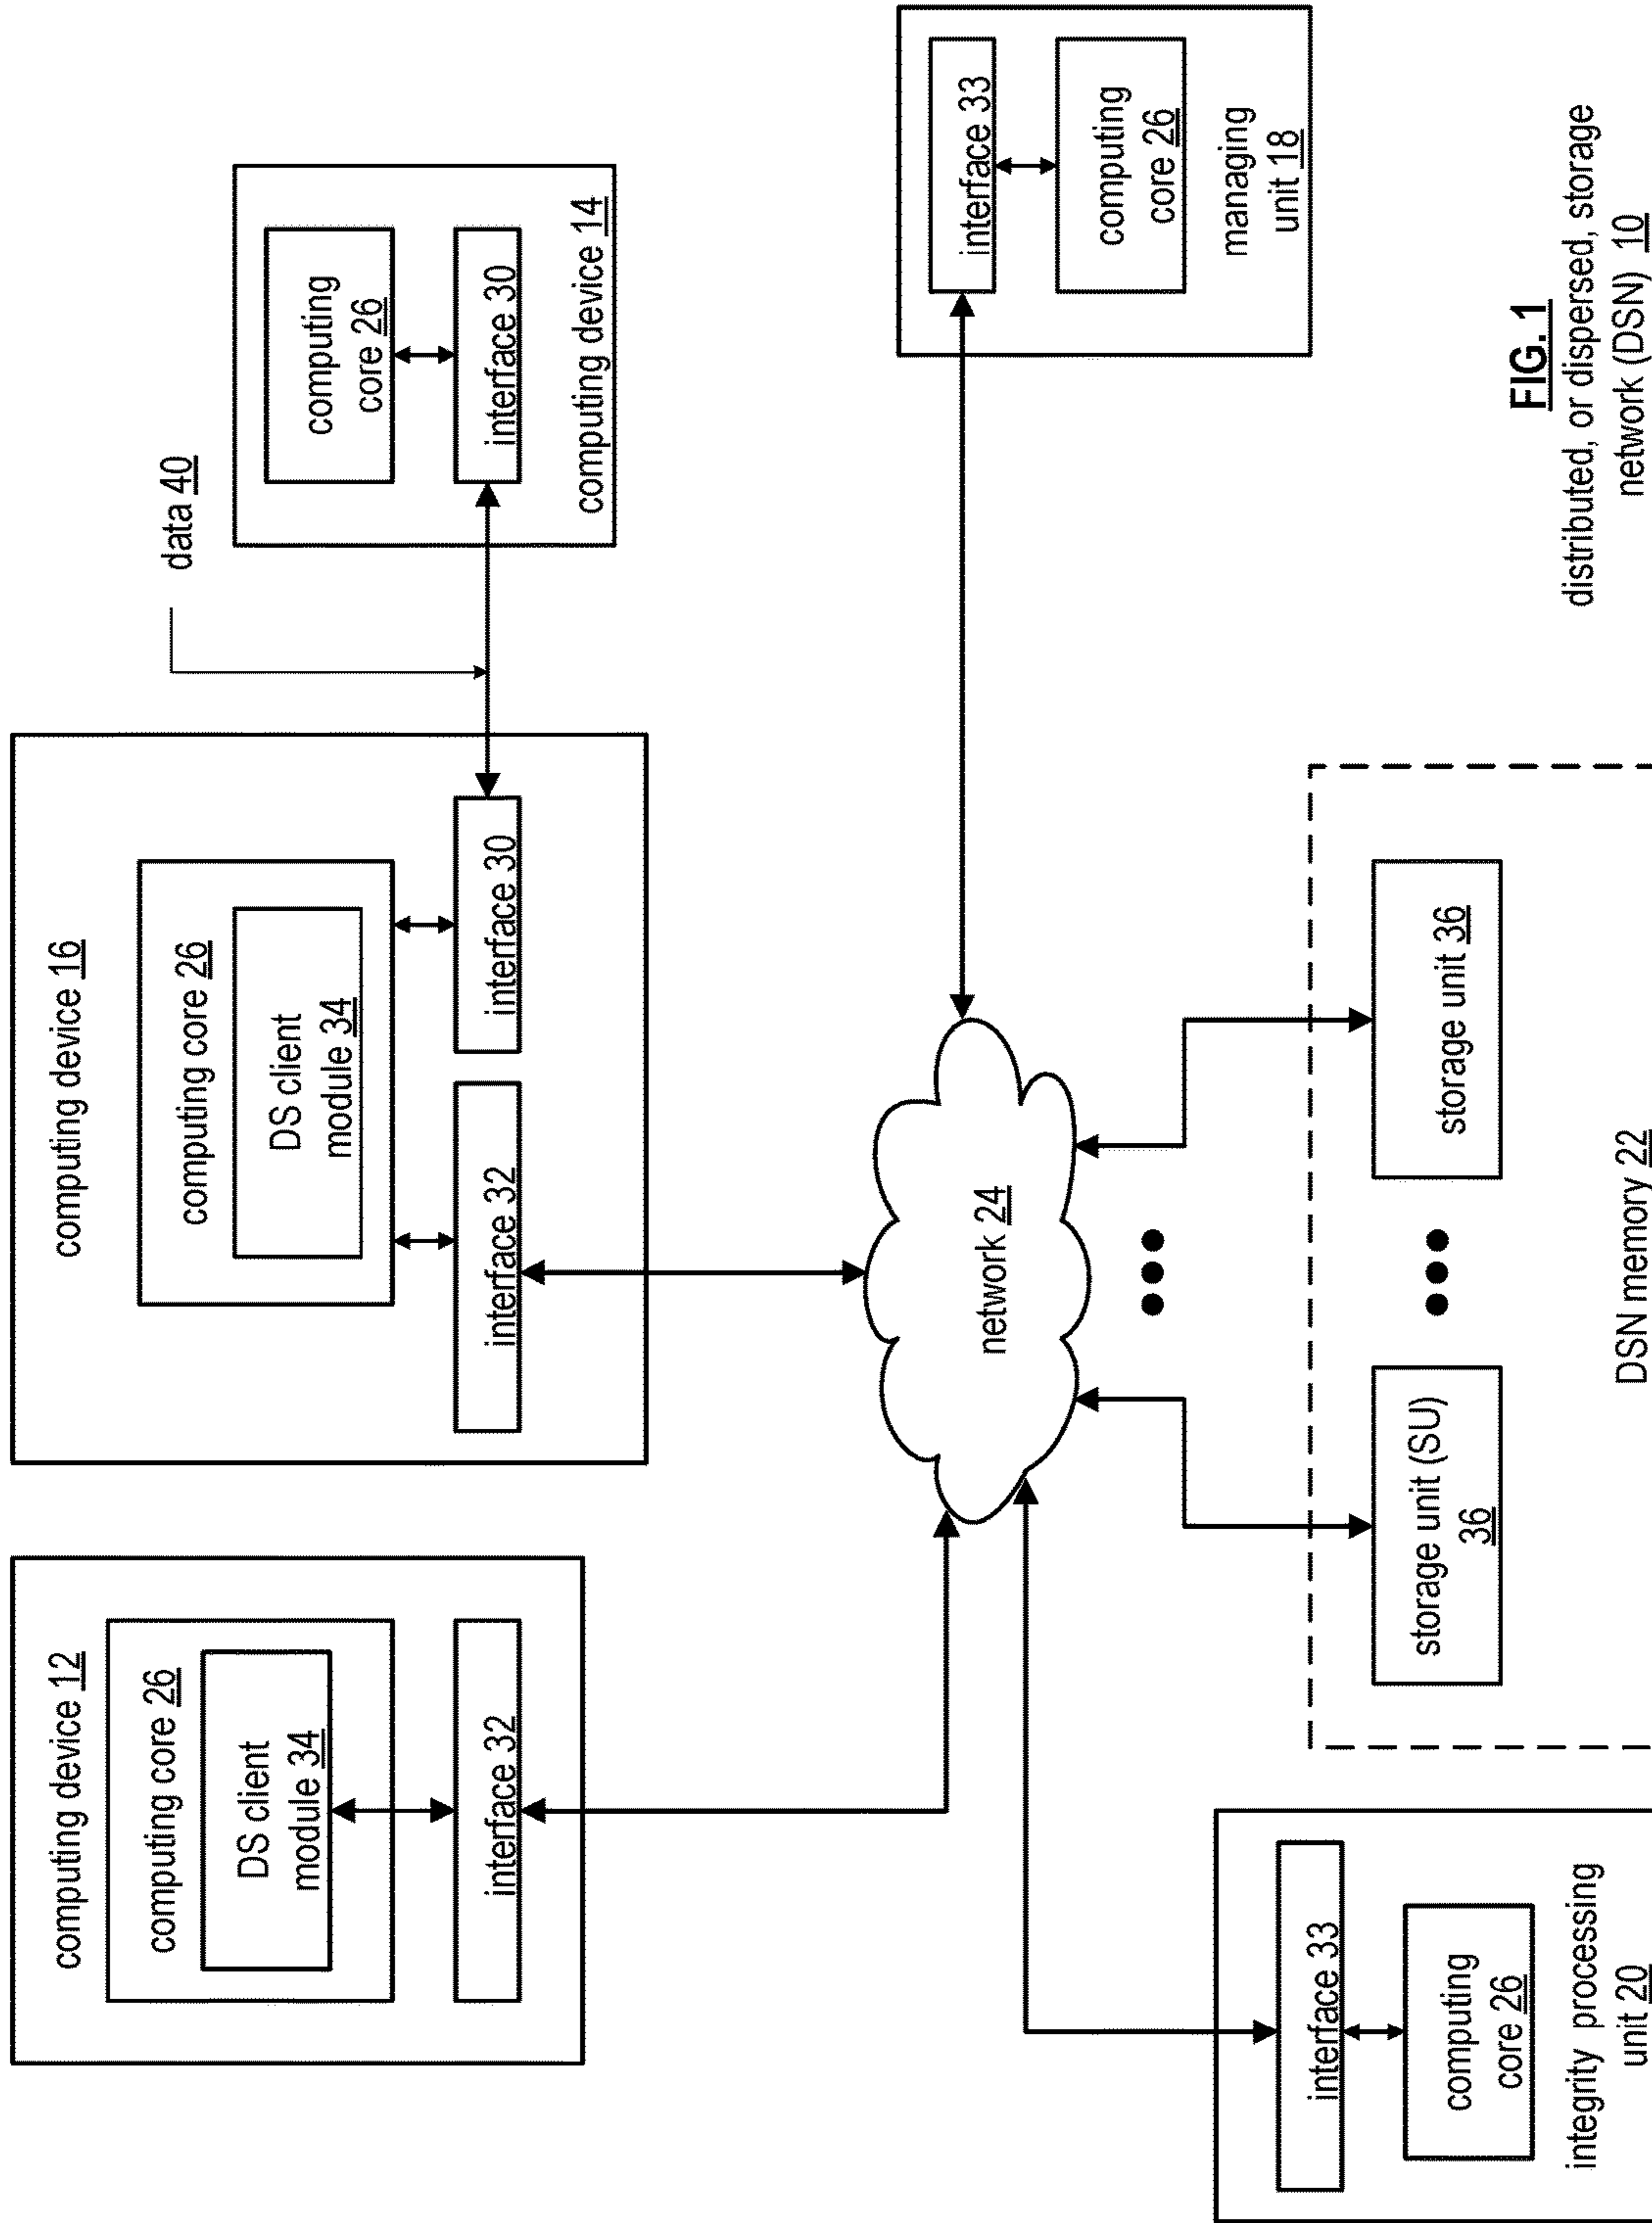 computing device 12
computing core 26
DS client
module 34
interface 32
computing device 16
computing core 26
DS client
module 34
interface 32
interface 30
data 40
computing
core 26
interface 30
computing device 14
network 24
interface 33
computing
core 26
managing
unit 18
interface 33
computing
core 26
integrity processing
unit 20
storage unit (SU)
36
storage unit 36
DSN memory 22
FIG. 1
distributed, or dispersed, storage
network (DSN) 10